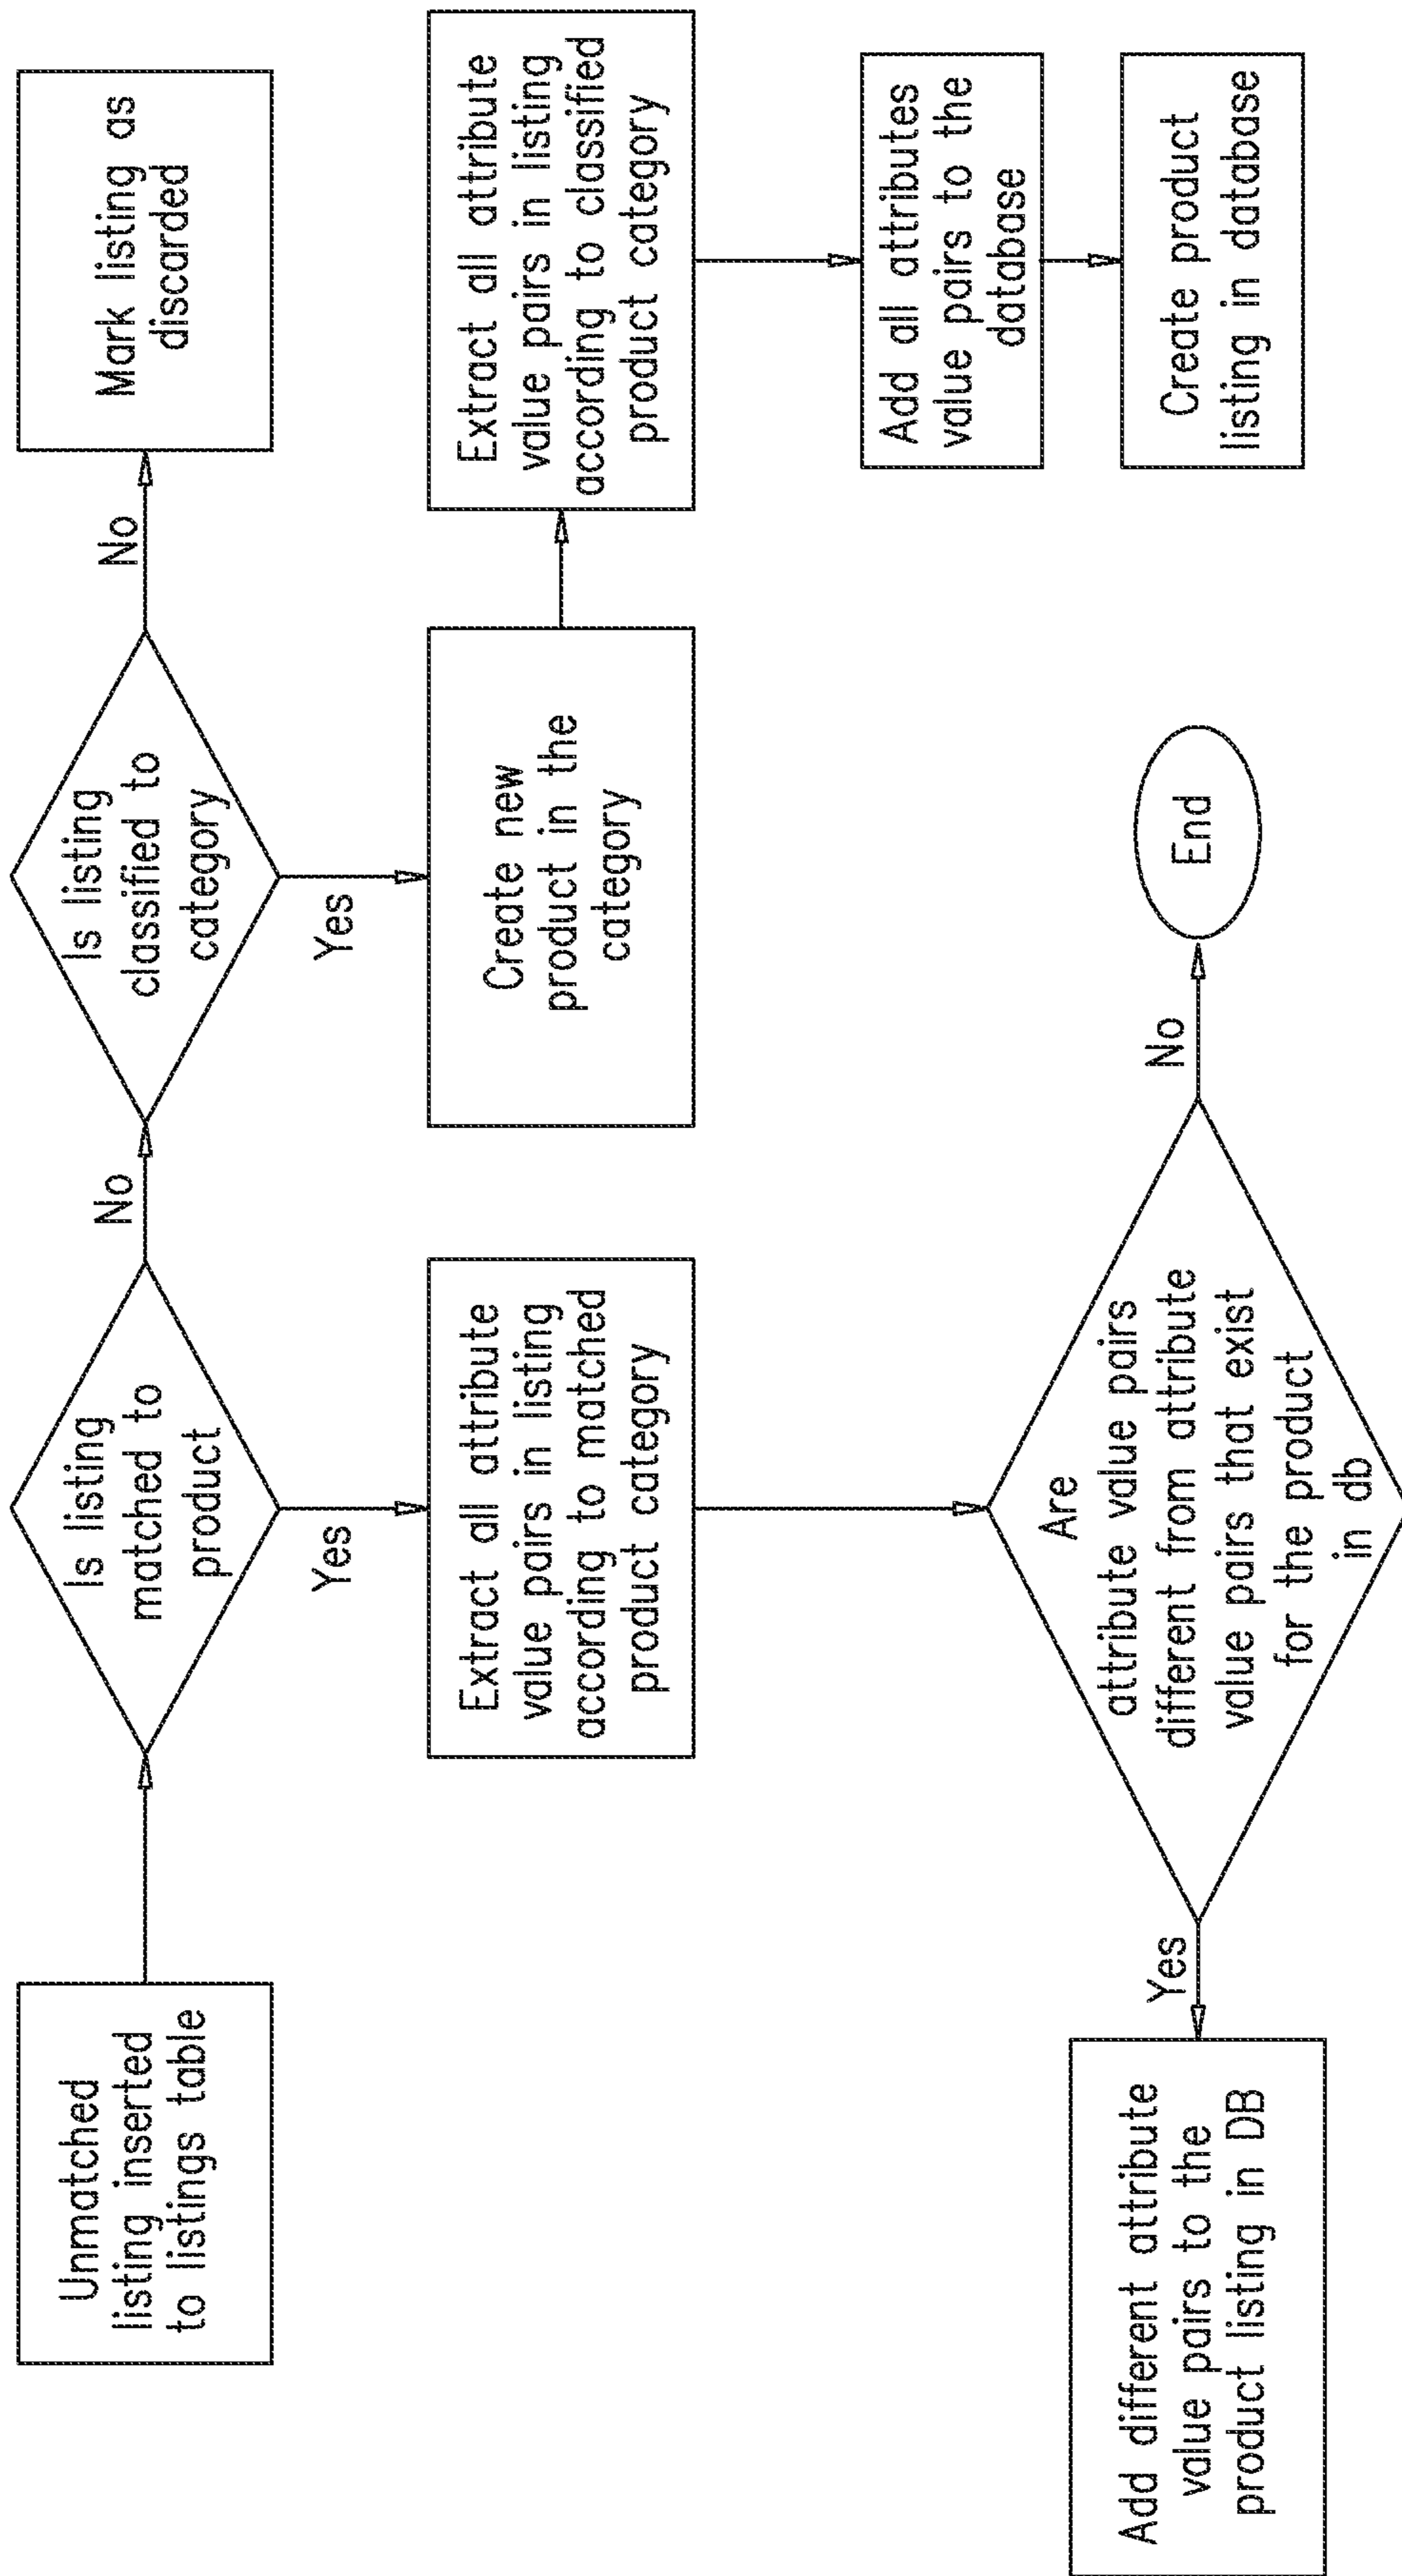 Unmatched
listing inserted
to listings table
Is listing
matched to
product
No
Is listing
classified to
category
No
Mark listing as
discarded
Yes
Yes
Extract all attribute
value pairs in listing
according to matched
product category
Create new
product in the
category
Extract all attribute
value pairs in listing
according to classified
product category
Add all attributes
value pairs to the
database
Create product
listing in database
Add different attribute
value pairs to the
product listing in DB
Yes
Are
attribute value pairs
different from attribute
value pairs that exist
for the product
in db
No
End